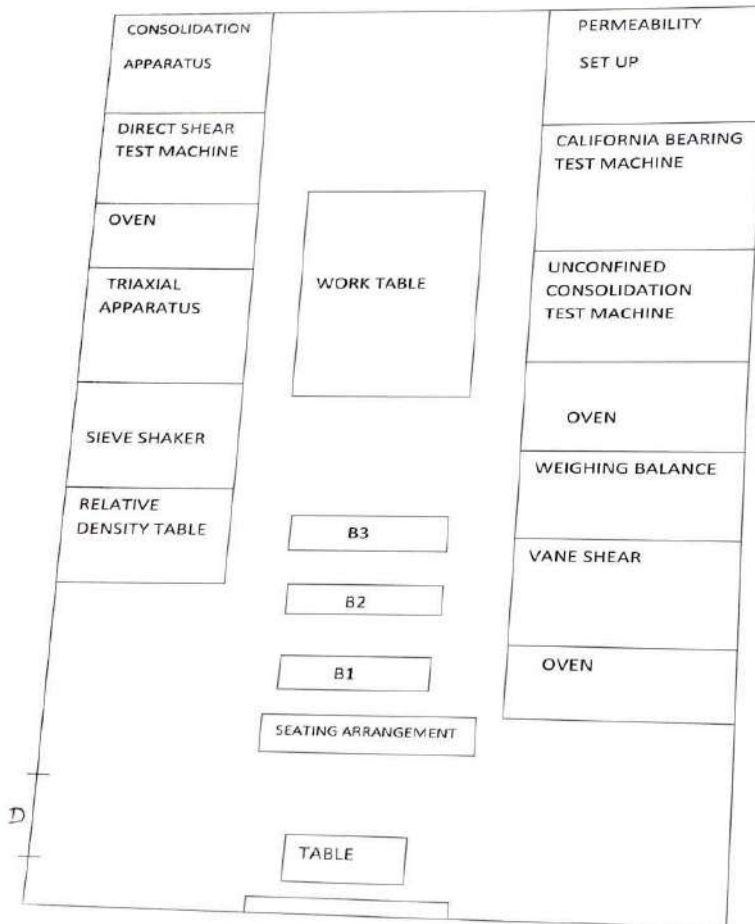 CONSOLIDATION
APPARATUS
DIRECT SHEAR
TEST MACHINE
OVEN
TRIAXIAL
APPARATUS
SIEVE SHAKER
RELATIVE
DENSITY TABLE
WORK TABLE
B3
B2
B1
SEATING ARRANGEMENT
TABLE
PERMEABILITY
SET UP
CALIFORNIA BEARING
TEST MACHINE
UNCONFINED
CONSOLIDATION
TEST MACHINE
OVEN
WEIGHING BALANCE
VANE SHEAR
OVEN
D